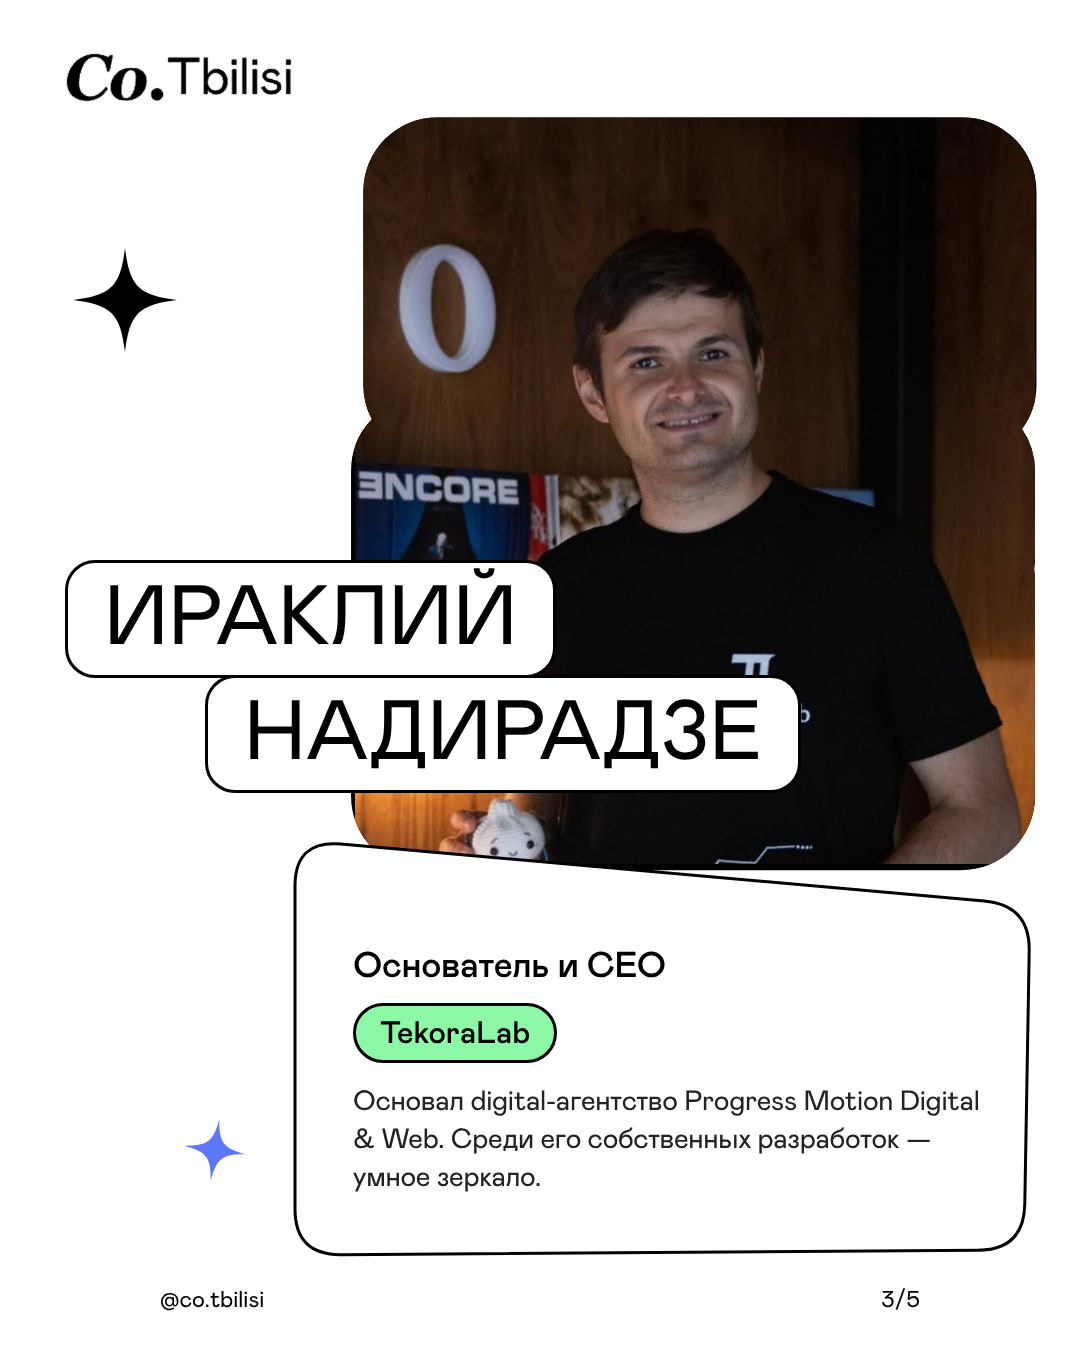 Co. Tbilisi
O
ƎNCORE
ИРАКЛИЙ
НАДИРАДЗЕ
Основатель и CEO
TekoraLab
Основал digital-агентство Progress Motion Digital
& Web. Среди его собственных разработок —
умное зеркало.
@co.tbilisi
3/5